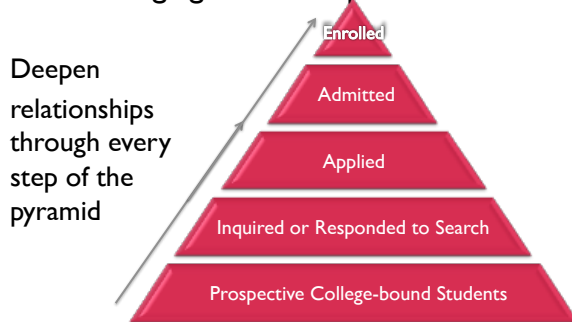 Enrolled
Deepen
relationships
through every
step of the
pyramid
Admitted
Applied
Inquired or Responded to Search
Prospective College-bound Students